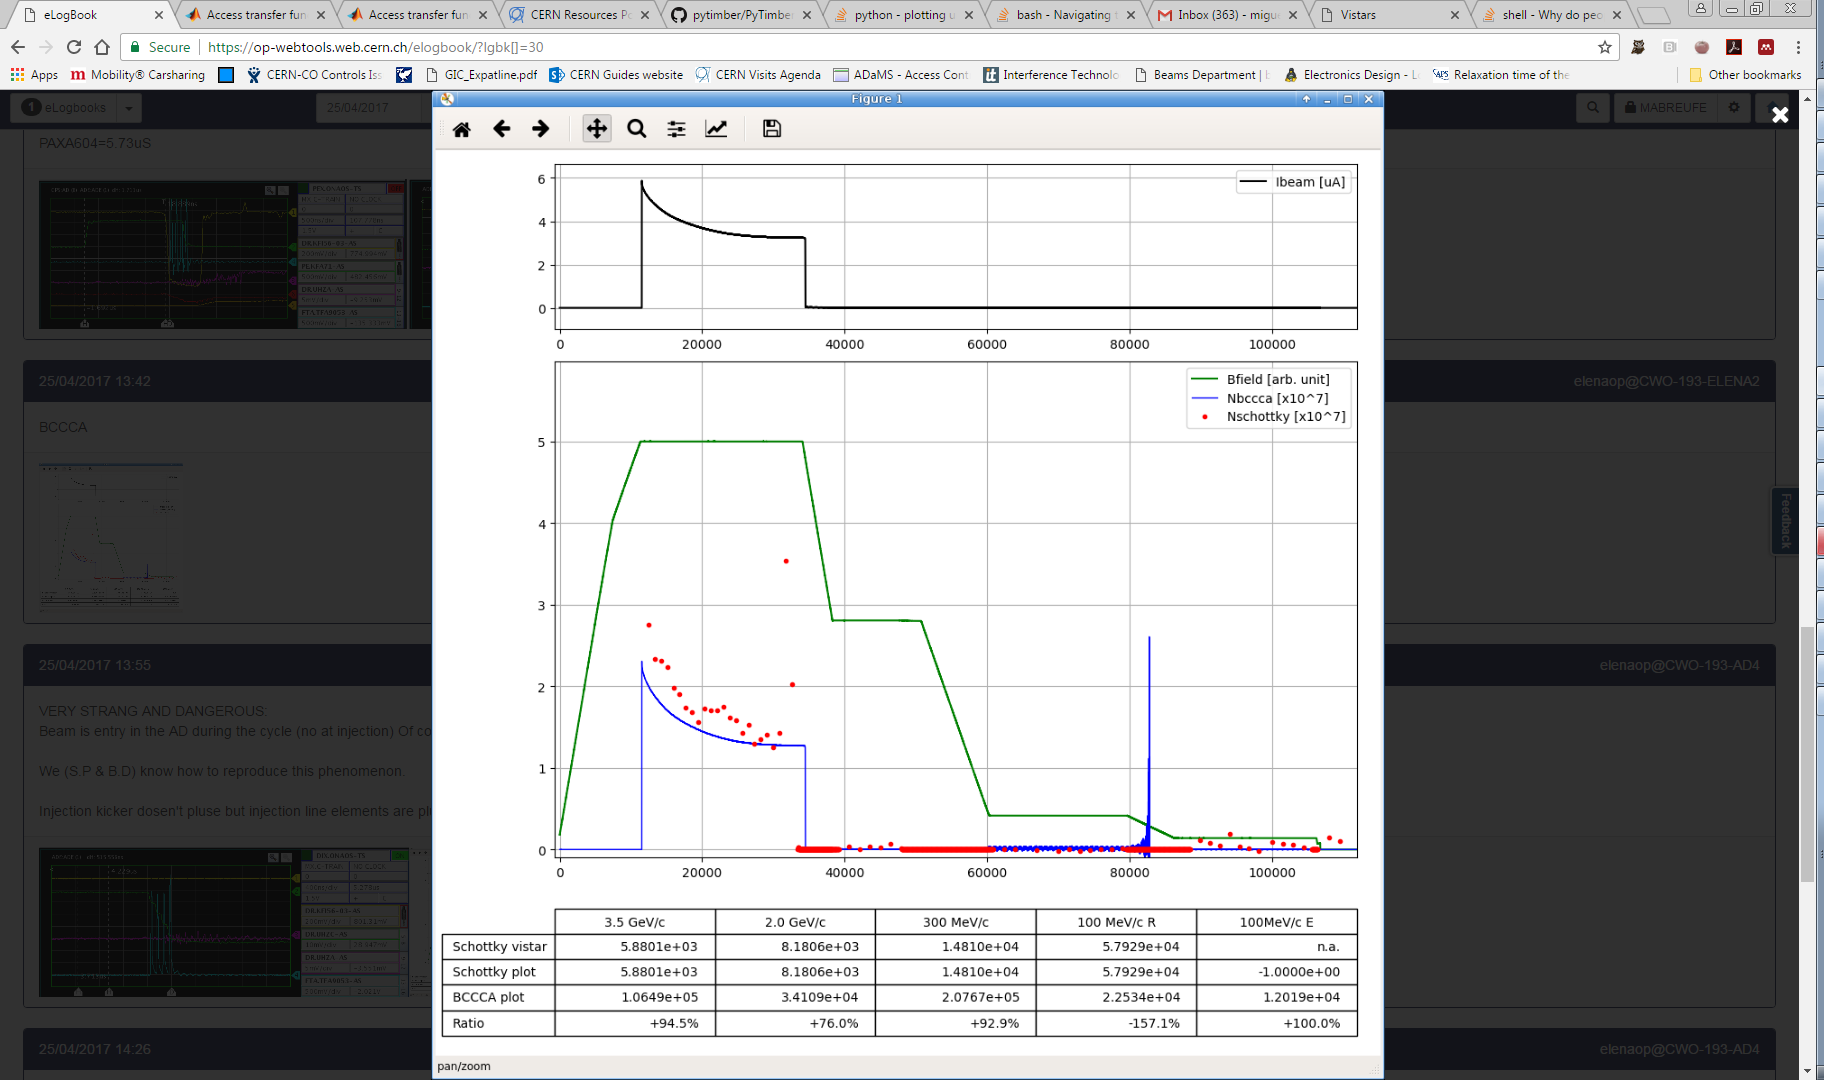 eLogBook
Access transfer fun
Access transfer fun
CERN Resources Po
pytimber/PyTimber
python - plotting u
bash - Navigating
Inbox (363) - migu
Vistars
shell - Why do peo
Secure
https://op-webtools.web.cern.ch/elogbook/?lgbk[]=30
Apps
Mobility® Carsharing
CERN-CO Controls Iss
GIC_Expatline.pdf
CERN Guides website
CERN Visits Agenda
ADaMS - Access Cont
Interference Technolo
Beams Department |
Electronics Design - L
Relaxation time of the
Other bookmarks
1 eLogbooks
25/04/2017
Figure 1
MABREUFE
PAXA604=5.73uS
25/04/2017 13:42
elenaop@CWO-193-ELENA2
BCCCA
25/04/2017 13:55
elenaop@CWO-193-AD4
VERY STRANG AND DANGEROUS:
Beam is entry in the AD during the cycle (no at injection) Of co
We (S.P & B.D) know how to reproduce this phenomenon.
Injection kicker dosen't pluse but injection line elements are pl
25/04/2017 14:26
elenaop@CWO-193-AD4
Feedback
Ibeam [uA]
6
4
2
0
0 20000 40000 60000 80000 100000
Bfield [arb. unit]
Nbccca [x10^7]
Nschottky [x10^7]
5
4
3
2
1
0
0 20000 40000 60000 80000 100000
3.5 GeV/c 2.0 GeV/c 300 MeV/c 100 MeV/c R 100MeV/c E
Schottky vistar 5.8801e+03 8.1806e+03 1.4810e+04 5.7929e+04 n.a.
Schottky plot 5.8801e+03 8.1806e+03 1.4810e+04 5.7929e+04 -1.0000e+00
BCCCA plot 1.0649e+05 3.4109e+04 2.0767e+05 2.2534e+04 1.2019e+04
Ratio +94.5% +76.0% +92.9% -157.1% +100.0%
pan/zoom